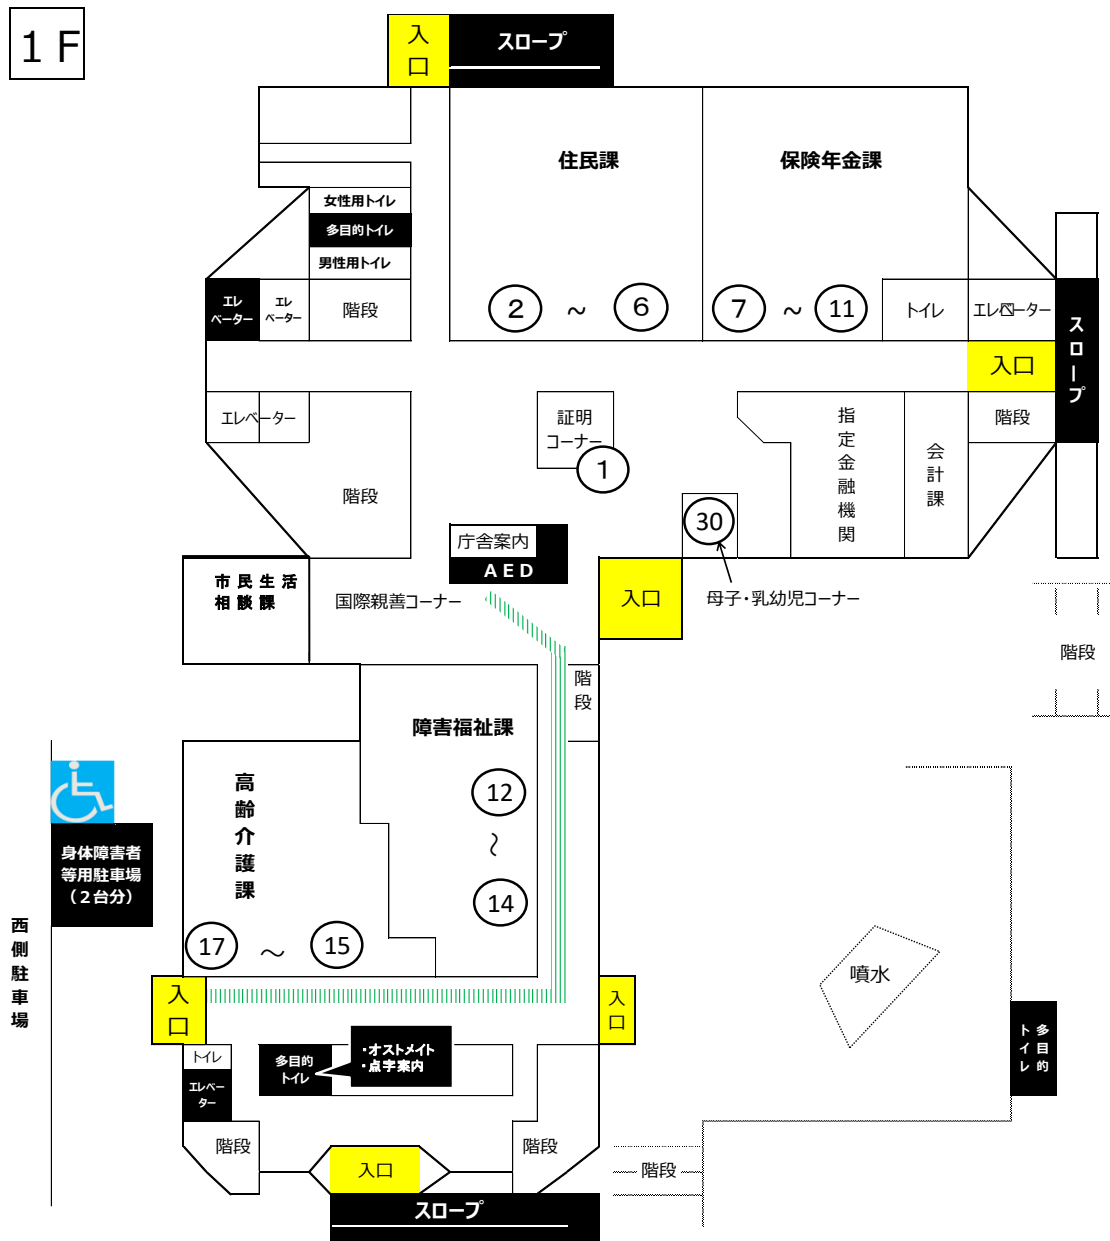 １Ｆ
入
口
スロープ
住民課
保険年金課
女性用トイレ
多目的トイレ
男性用トイレ
エレ
ベーター
エレ
ベーター
階段
②
～
⑥
⑦
～
⑪
トイレ
エレベーター
スロープ
入口
エレベーター
証明
コーナー
①
指定金融機関
会計課
階段
階段
㉚
庁舎案内
ＡＥＤ
市民生活
相談課
国際親善コーナー
入口
母子・乳幼児コーナー
階段
階段
障害福祉課
高齢介護課
⑫
～
⑭
身体障害者
等用駐車場
（２台分）
西側駐車場
⑰
～
⑮
噴水
入
口
入
口
トイレ
エレベー
ター
多目的
トイレ
・オストメイト
・点字案内
多目的
トイレ
階段
階段
入口
階段
スロープ